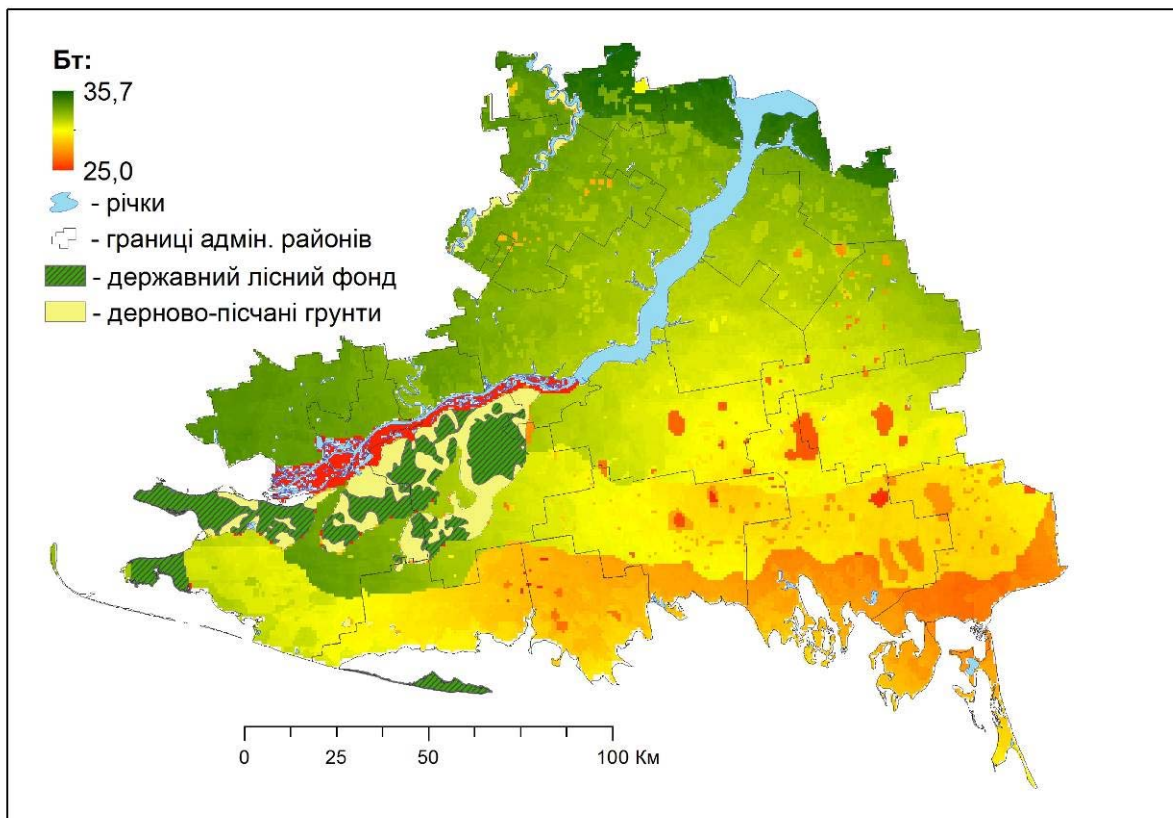 Бт:
35,7
25,0
- річки
- границі адмін. районів
- державний лісний фонд
- дерново-пісчані грунти
0 25 50 100 Км